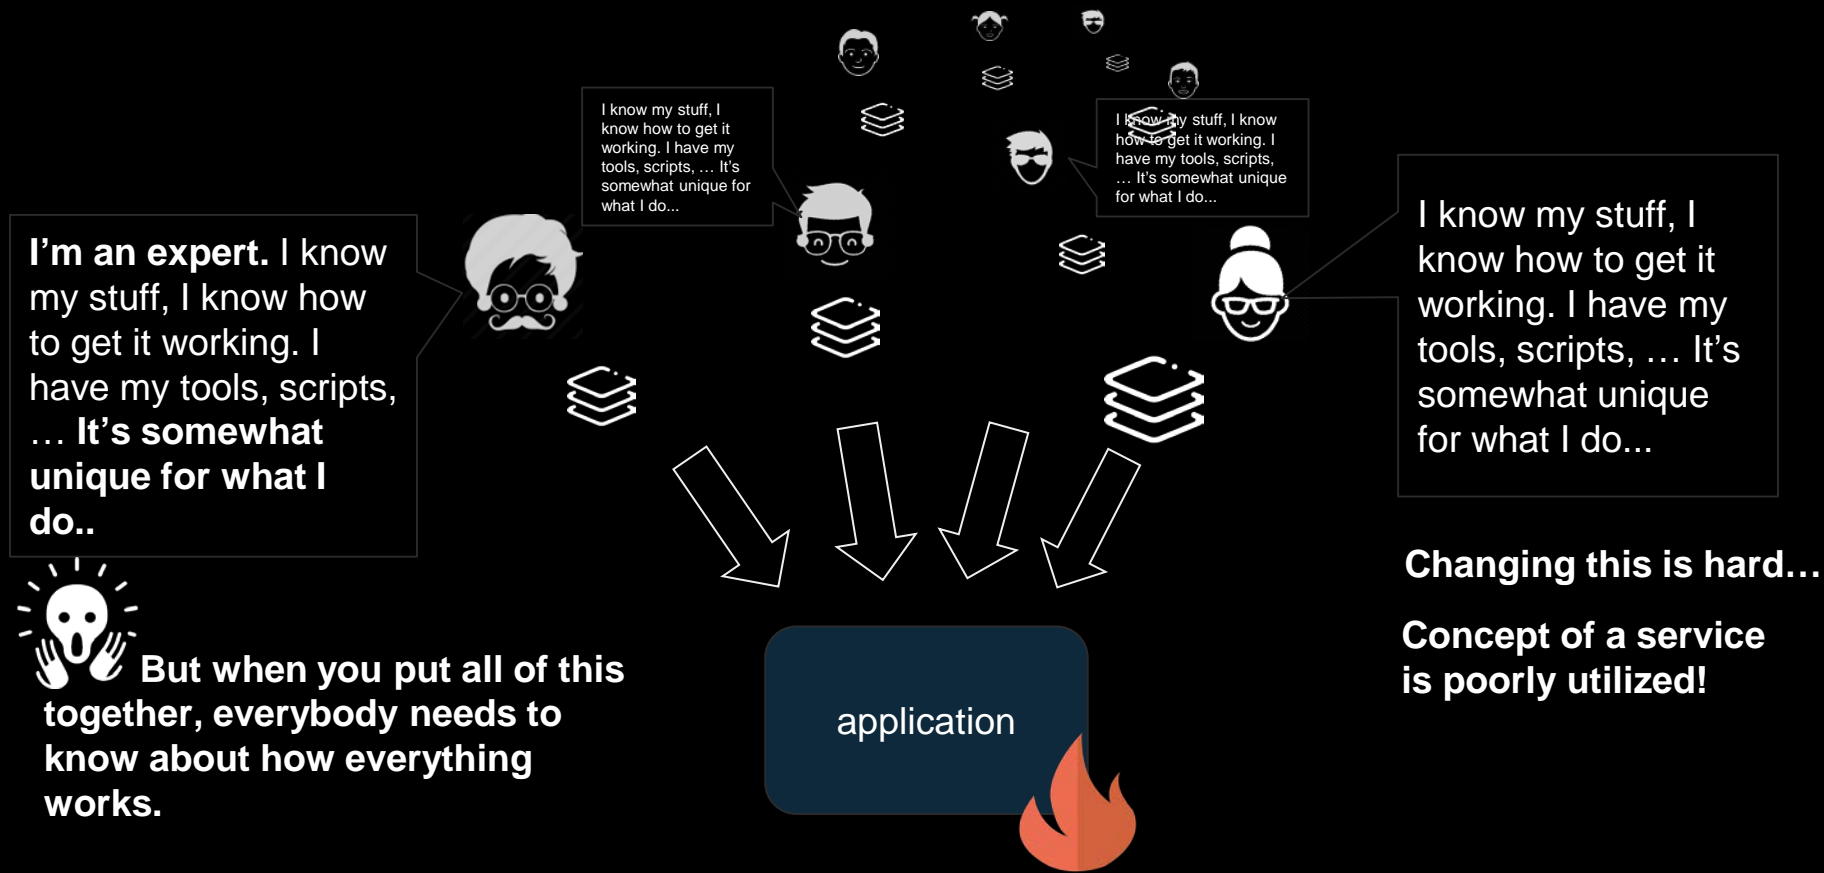 I know my stuff, I
know how to get it
working. I have my
tools, scripts, … It's
somewhat unique for
what I do...
I know my stuff, I know
how to get it working. I
have my tools, scripts,
… It's somewhat unique
for what I do...
I'm an expert. I know
my stuff, I know how
to get it working. I
have my tools, scripts,
… It's somewhat
unique for what I
do..
I know my stuff, I
know how to get it
working. I have my
tools, scripts, … It's
somewhat unique
for what I do...
But when you put all of this
together, everybody needs to
know about how everything
works.
application
Changing this is hard…
Concept of a service
is poorly utilized!